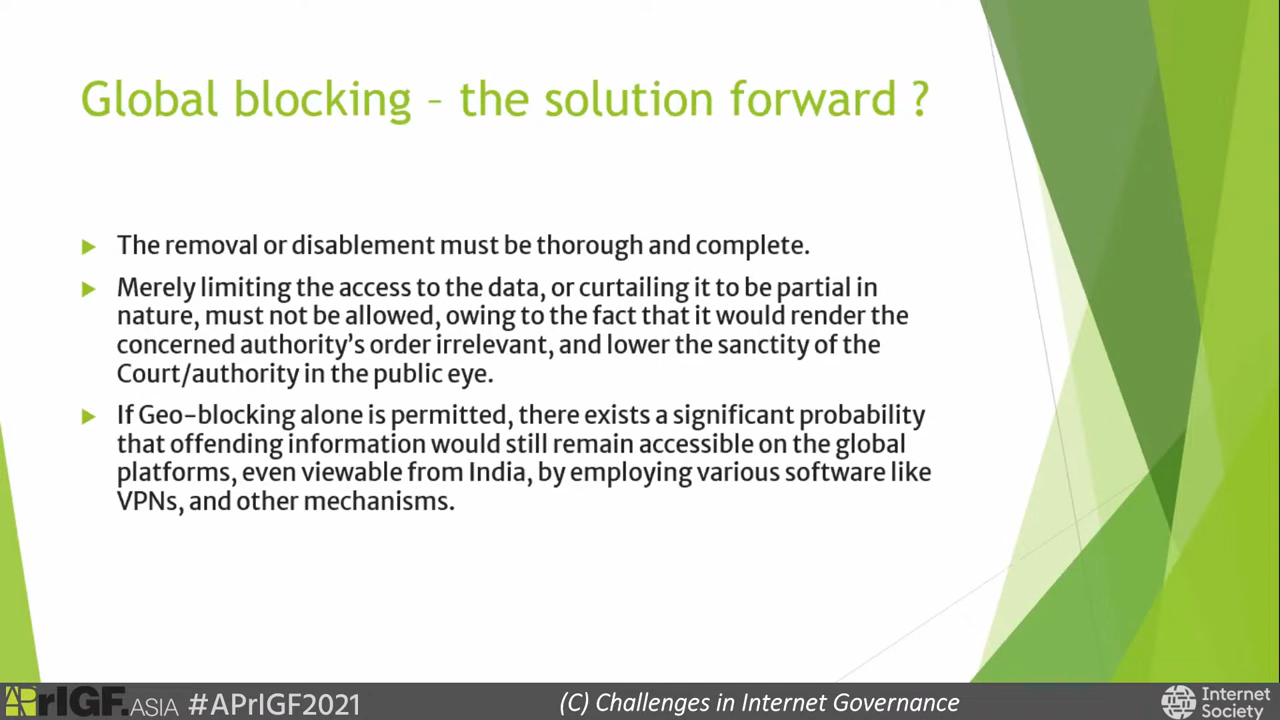 Global blocking – the solution forward ?
The removal or disablement must be thorough and complete.
Merely limiting the access to the data, or curtailing it to be partial in
nature, must not be allowed, owing to the fact that it would render the
concerned authority’s order irrelevant, and lower the sanctity of the
Court/authority in the public eye.
If Geo-blocking alone is permitted, there exists a significant probability
that offending information would still remain accessible on the global
platforms, even viewable from India, by employing various software like
VPNs, and other mechanisms.
APrIGF.ASIA #APrIGF2021
(C) Challenges in Internet Governance
Internet
Society